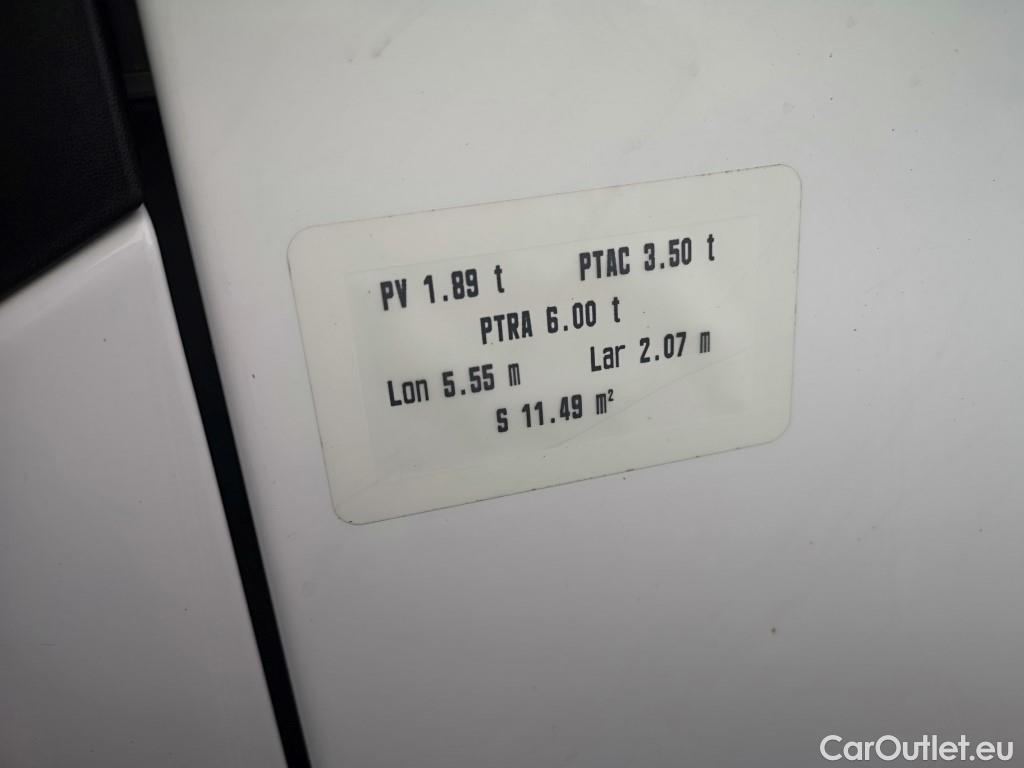 PV 1.89 t PTAC 3.50 t
PTRA 6.00 t
Lon 5.55 m Lar 2.07 m
S 11.49 m²
CarOutlet.eu